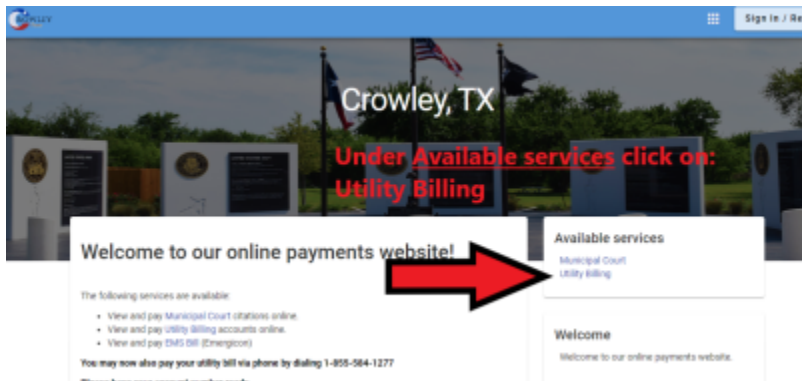 CROWLEY
Sign In / Re
Crowley, TX
Under Available services click on:
Utility Billing
Welcome to our online payments website!
The following services are available:
View and pay Municipal Court citations online.
View and pay Utility Billing accounts online.
View and pay EMS Bill (Emergicon)
You may now also pay your utility bill via phone by dialing 1-855-584-1277
Available services
Municipal Court
Utility Billing
Welcome
Welcome to our online payments website.